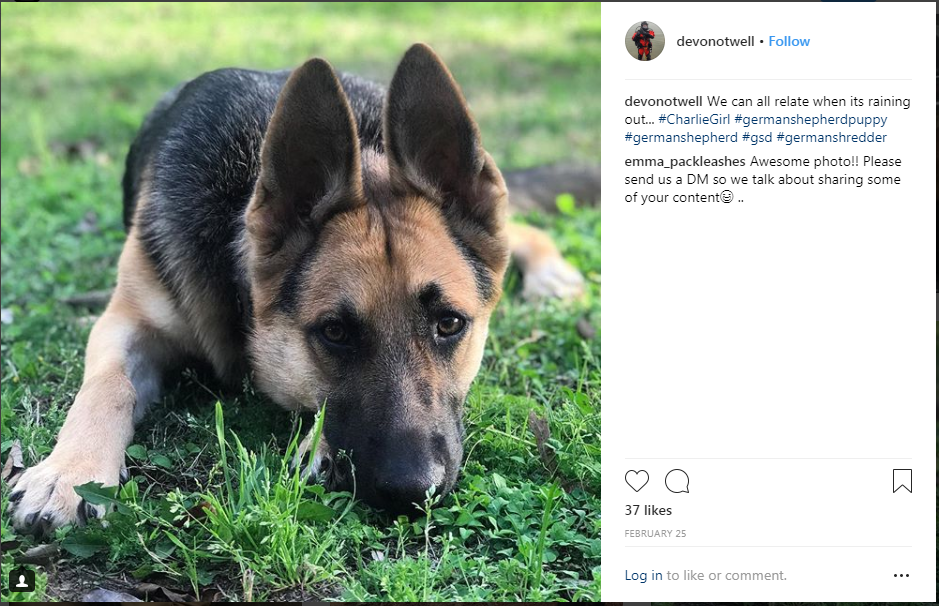 devonotwell • Follow
devonotwell We can all relate when its raining
out... #CharlieGirl #germanshepherdpuppy
#germanshepherd #gsd #germanshredder
emma_packleashes Awesome photo!! Please
send us a DM so we talk about sharing some
of your content😃 ..
37 likes
FEBRUARY 25
Log in to like or comment.